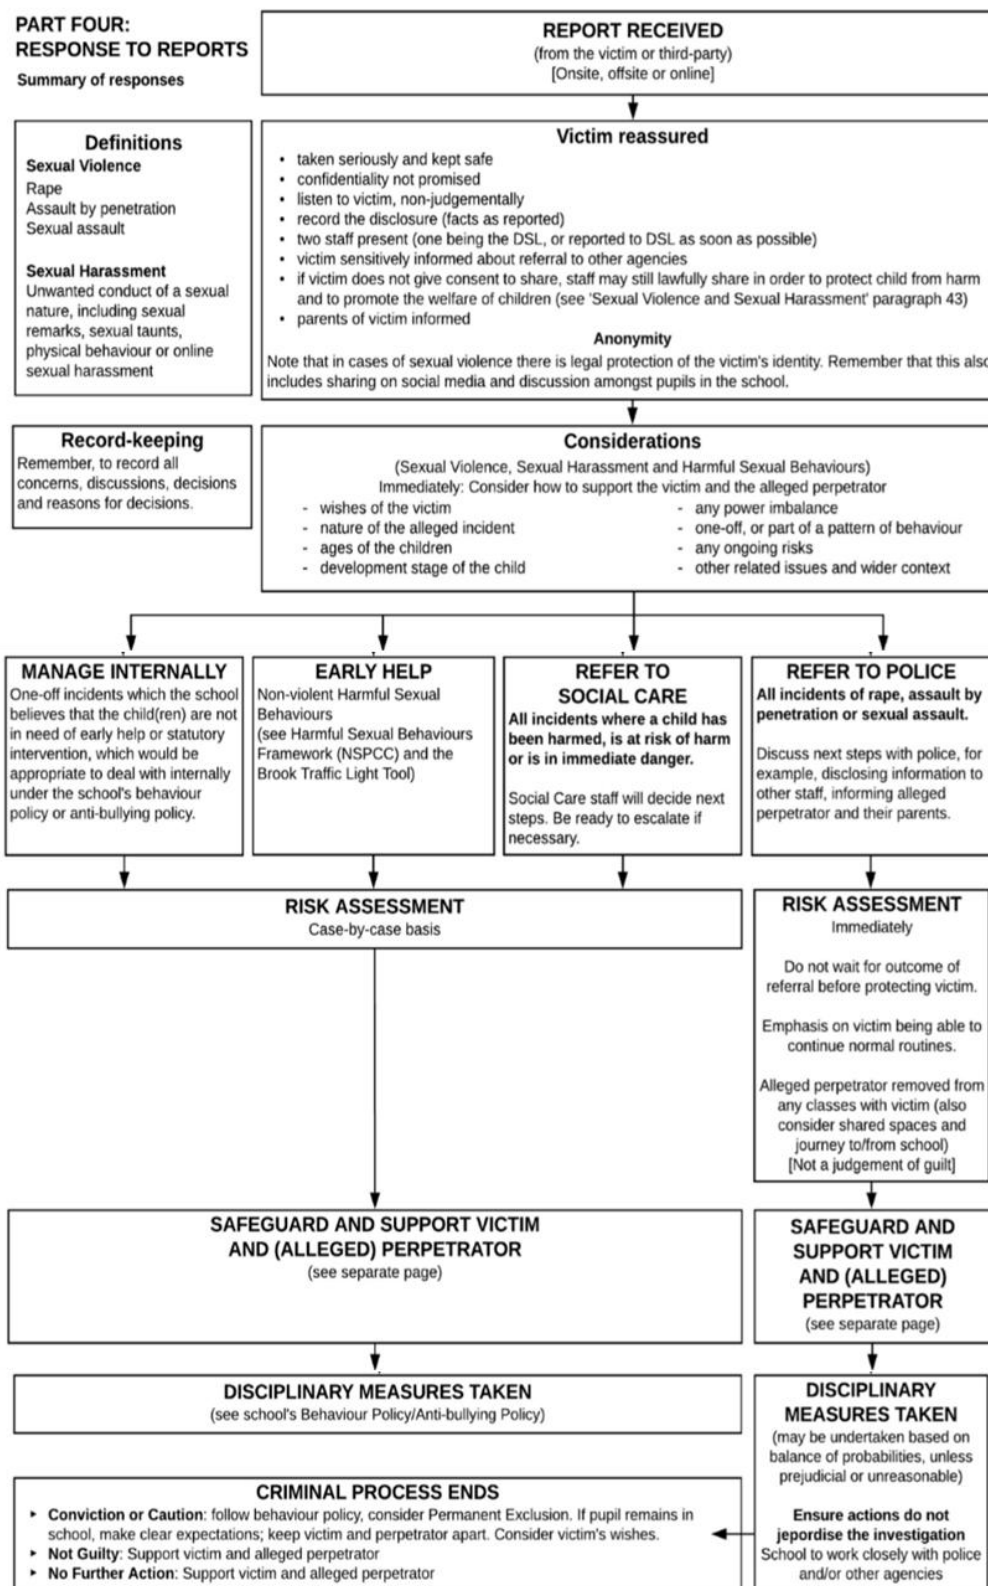 PART FOUR:
RESPONSE TO REPORTS
Summary of responses
REPORT RECEIVED
(from the victim or third-party)
[Onsite, offsite or online]
Definitions
Sexual Violence
Rape
Assault by penetration
Sexual assault
Sexual Harassment
Unwanted conduct of a sexual
nature, including sexual
remarks, sexual taunts,
physical behaviour or online
sexual harassment
Victim reassured
• taken seriously and kept safe
• confidentiality not promised
• listen to victim, non-judgementally
• record the disclosure (facts as reported)
• two staff present (one being the DSL, or reported to DSL as soon as possible)
• victim sensitively informed about referral to other agencies
• if victim does not give consent to share, staff may still lawfully share in order to protect child from harm
and to promote the welfare of children (see 'Sexual Violence and Sexual Harassment' paragraph 43)
• parents of victim informed
Anonymity
Note that in cases of sexual violence there is legal protection of the victim's identity. Remember that this also
includes sharing on social media and discussion amongst pupils in the school.
Record-keeping
Remember, to record all
concerns, discussions, decisions
and reasons for decisions.
Considerations
(Sexual Violence, Sexual Harassment and Harmful Sexual Behaviours)
Immediately: Consider how to support the victim and the alleged perpetrator
- wishes of the victim
- nature of the alleged incident
- ages of the children
- development stage of the child
- any power imbalance
- one-off, or part of a pattern of behaviour
- any ongoing risks
- other related issues and wider context
MANAGE INTERNALLY
One-off incidents which the school
believes that the child(ren) are not
in need of early help or statutory
intervention, which would be
appropriate to deal with internally
under the school's behaviour
policy or anti-bullying policy.
EARLY HELP
Non-violent Harmful Sexual
Behaviours
(see Harmful Sexual Behaviours
Framework (NSPCC) and the
Brook Traffic Light Tool)
REFER TO
SOCIAL CARE
All incidents where a child has
been harmed, is at risk of harm
or is in immediate danger.
Social Care staff will decide next
steps. Be ready to escalate if
necessary.
REFER TO POLICE
All incidents of rape, assault by
penetration or sexual assault.
Discuss next steps with police, for
example, disclosing information to
other staff, informing alleged
perpetrator and their parents.
RISK ASSESSMENT
Case-by-case basis
RISK ASSESSMENT
Immediately
Do not wait for outcome of
referral before protecting victim.
Emphasis on victim being able to
continue normal routines.
Alleged perpetrator removed from
any classes with victim (also
consider shared spaces and
journey to/from school)
[Not a judgement of guilt]
SAFEGUARD AND SUPPORT VICTIM
AND (ALLEGED) PERPETRATOR
(see separate page)
SAFEGUARD AND
SUPPORT VICTIM
AND (ALLEGED)
PERPETRATOR
(see separate page)
DISCIPLINARY MEASURES TAKEN
(see school's Behaviour Policy/Anti-bullying Policy)
DISCIPLINARY
MEASURES TAKEN
(may be undertaken based on
balance of probabilities, unless
prejudicial or unreasonable)
Ensure actions do not
jepordise the investigation
School to work closely with police
and/or other agencies
CRIMINAL PROCESS ENDS
‣ Conviction or Caution: follow behaviour policy, consider Permanent Exclusion. If pupil remains in
school, make clear expectations; keep victim and perpetrator apart. Consider victim's wishes.
‣ Not Guilty: Support victim and alleged perpetrator
‣ No Further Action: Support victim and alleged perpetrator